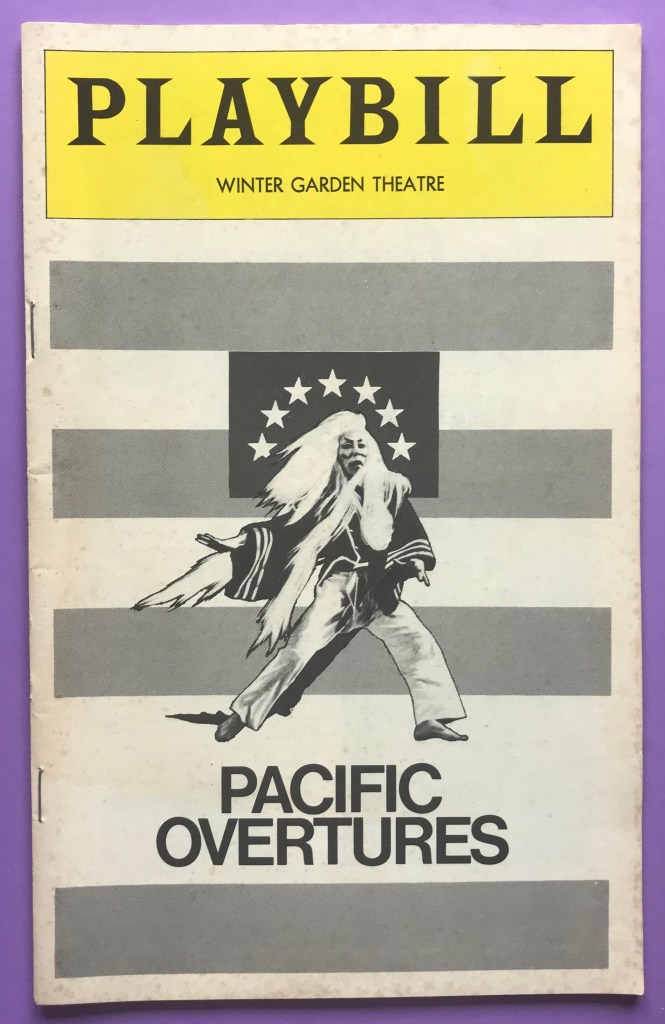 PLAYBILL
WINTER GARDEN THEATRE
PACIFIC
OVERTURES